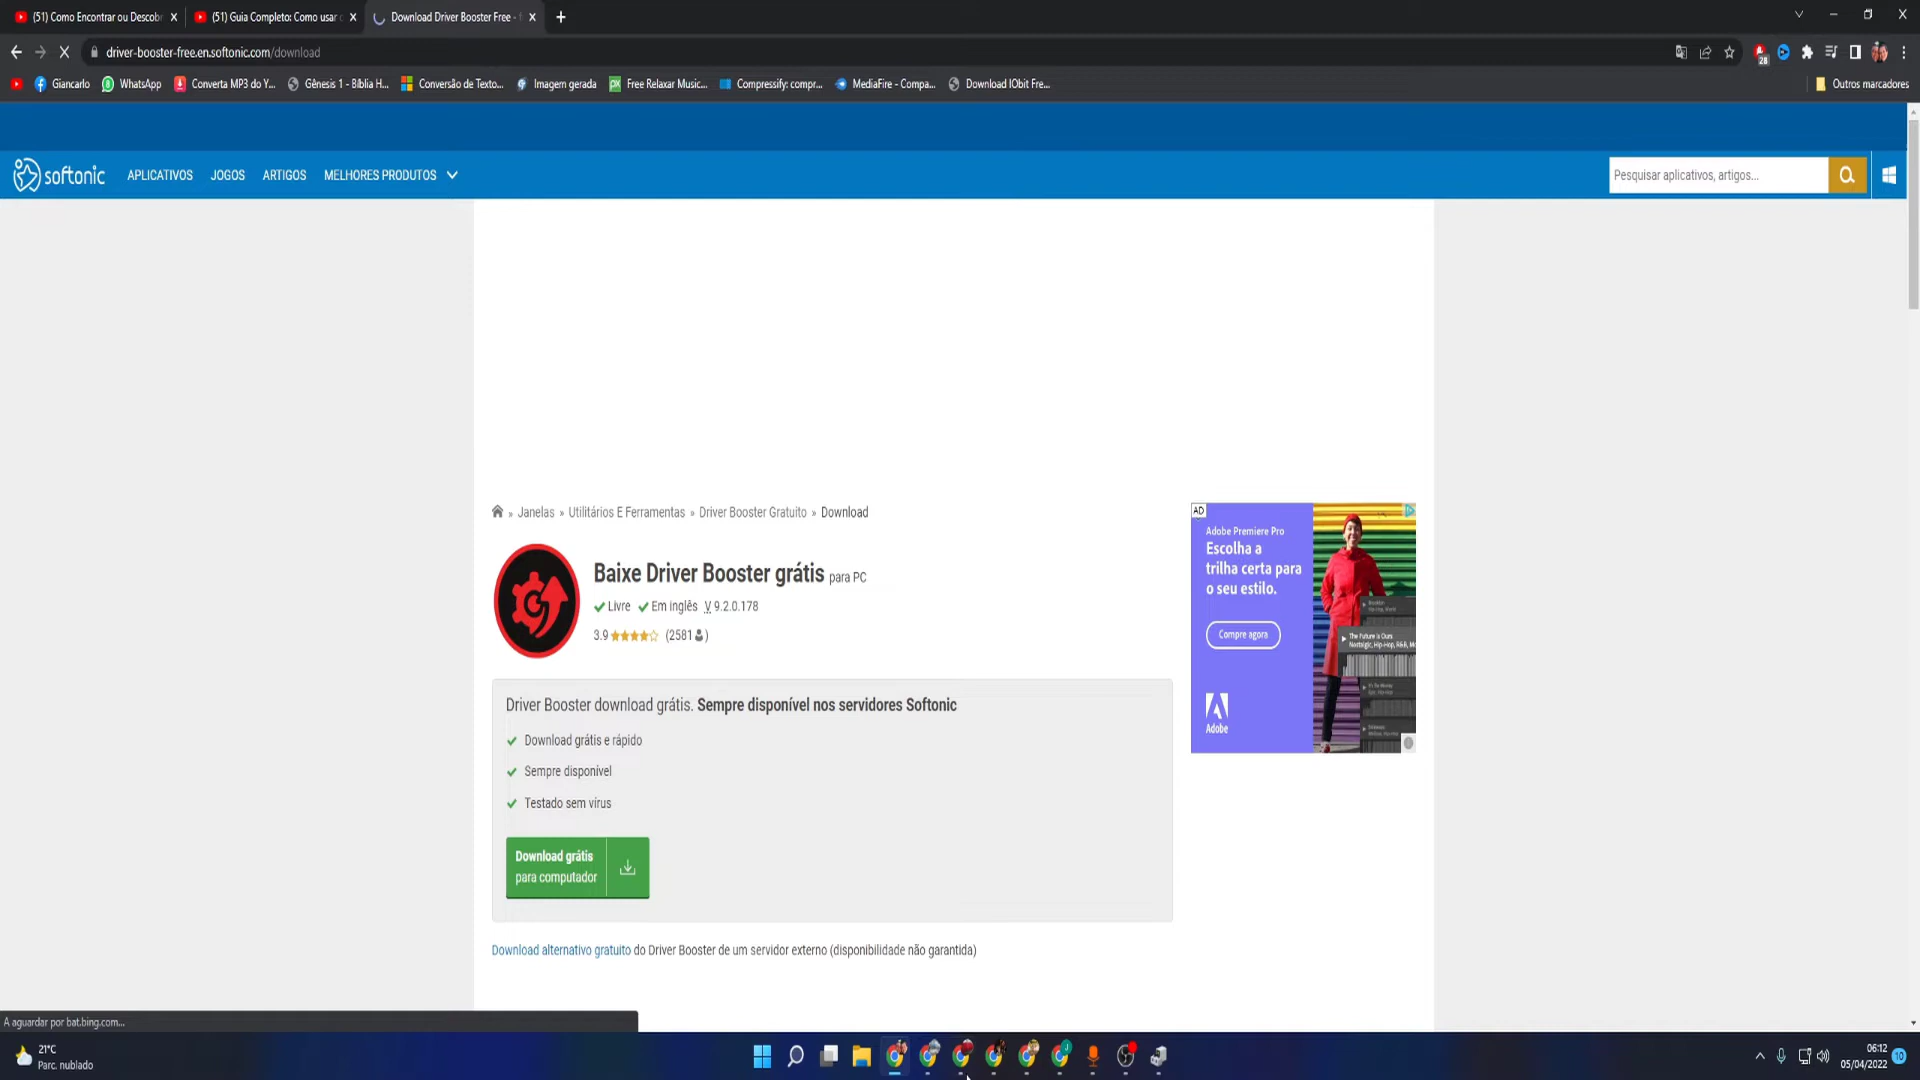 (51) Como Encontrar ou Descobr
(51) Guia Completo: Como usar
Download Driver Booster Free -
driver-booster-free.en.softonic.com/download
28
Giancarlo
WhatsApp
Converta MP3 do Y...
Gênesis 1 - Bíblia H...
Conversão de Texto...
Imagem gerada
Free Relaxar Music...
Compressify: compr...
MediaFire - Compa...
Download IObit Fre...
Outros marcadores
softonic
APLICATIVOS
JOGOS
ARTIGOS
MELHORES PRODUTOS
Pesquisar aplicativos, artigos...
» Janelas » Utilitários E Ferramentas » Driver Booster Gratuito » Download
Baixe Driver Booster grátis para PC
Livre Em inglês V 9.2.0.178
3.9 (2581)
Driver Booster download grátis. Sempre disponível nos servidores Softonic
Download grátis e rápido
Sempre disponível
Testado sem vírus
Download grátis
para computador
Download alternativo gratuito do Driver Booster de um servidor externo (disponibilidade não garantida)
AD
Adobe Premiere Pro
Escolha a
trilha certa para
o seu estilo.
Compre agora
Adobe
The Future is Ours
A aguardar por bat.bing.com...
21°C
Parc. nublado
06:12
05/04/2022
10